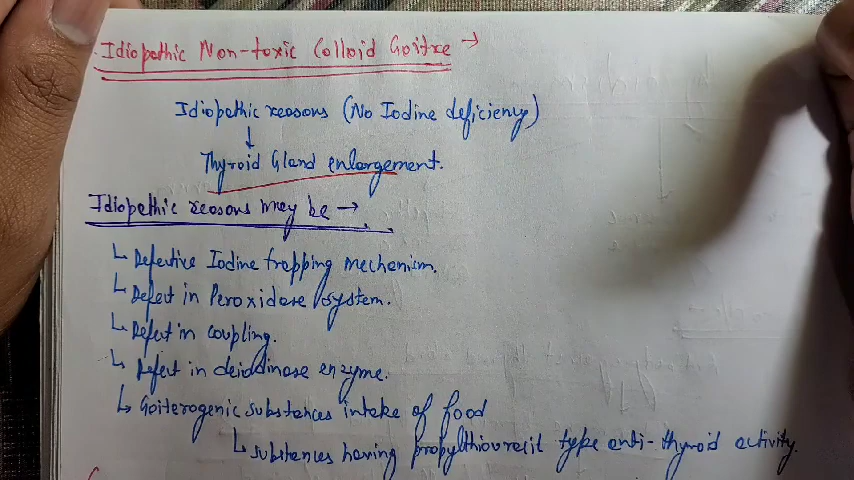 Idiopathic Non-toxic Colloid Goitre →
Idiopathic reasons (No Iodine deficiency)
↓
Thyroid Gland enlargement.
Idiopathic reasons may be →
↳ Defective Iodine trapping mechanism.
↳ Defect in Peroxidase system.
↳ Defect in coupling.
↳ Defect in deiodinase enzyme.
↳ Goiterogenic substances intake of food
↳ substances having propylthiouracil type anti-thyroid activity.